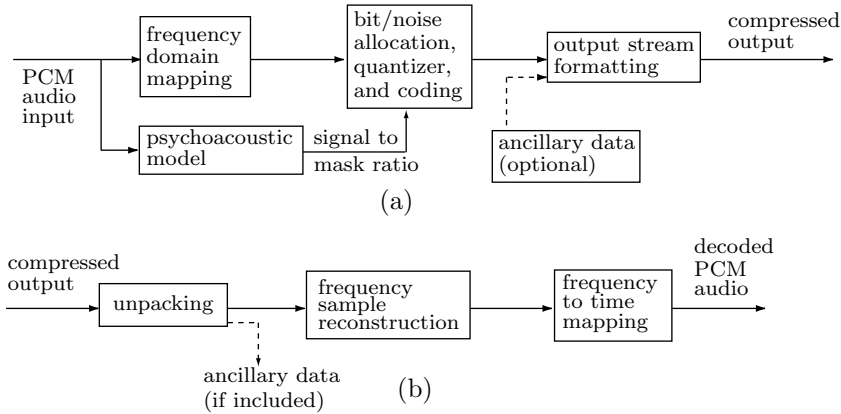 PCM
audio
input
frequency
domain
mapping
psychoacoustic
model
signal to
mask ratio
bit/noise
allocation,
quantizer,
and coding
output stream
formatting
ancillary data
(optional)
compressed
output
(a)
compressed
output
unpacking
ancillary data
(if included)
frequency
sample
reconstruction
frequency
to time
mapping
decoded
PCM
audio
(b)